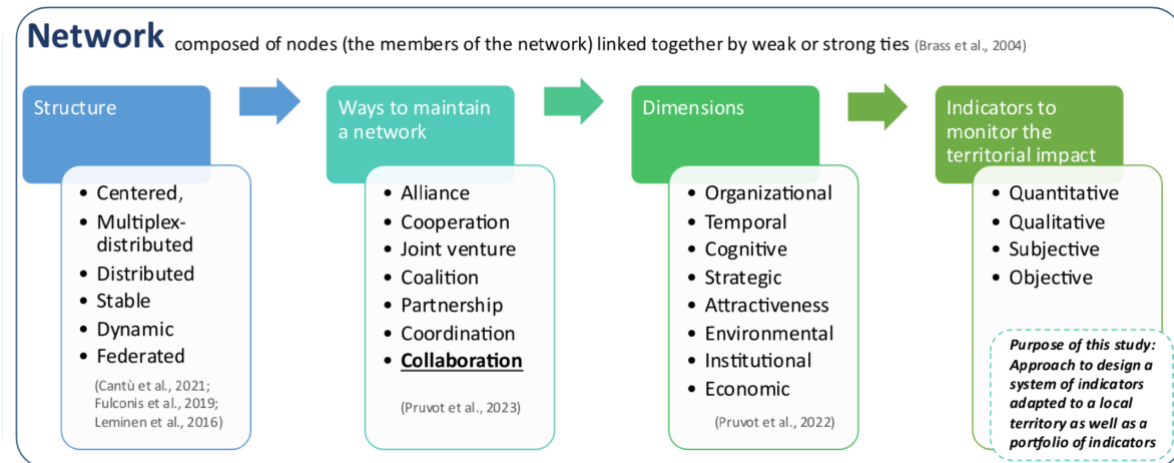 Network composed of nodes (the members of the network) linked together by weak or strong ties (Brass et al., 2004)
Structure
• Centered,
• Multiplex-
distributed
• Distributed
• Stable
• Dynamic
• Federated
(Cantù et al., 2021;
Fulconis et al., 2019;
Leminen et al., 2016)
Ways to maintain
a network
• Alliance
• Cooperation
• Joint venture
• Coalition
• Partnership
• Coordination
• Collaboration
(Pruvot et al., 2023)
Dimensions
• Organizational
• Temporal
• Cognitive
• Strategic
• Attractiveness
• Environmental
• Institutional
• Economic
(Pruvot et al., 2022)
Indicators to
monitor the
territorial impact
• Quantitative
• Qualitative
• Subjective
• Objective
Purpose of this study:
Approach to design a
system of indicators
adapted to a local
territory as well as a
portfolio of indicators